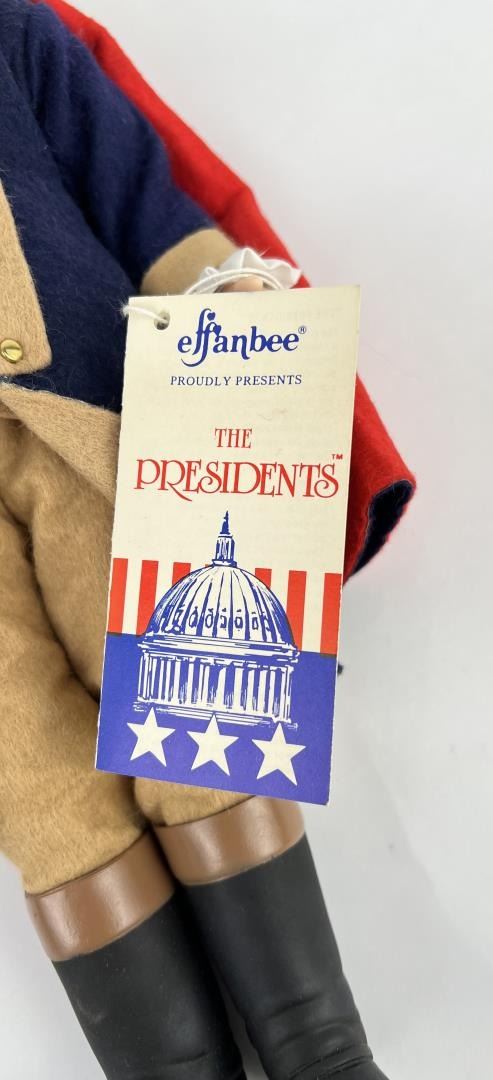 effanbee®
PROUDLY PRESENTS
THE
PRESIDENTS™